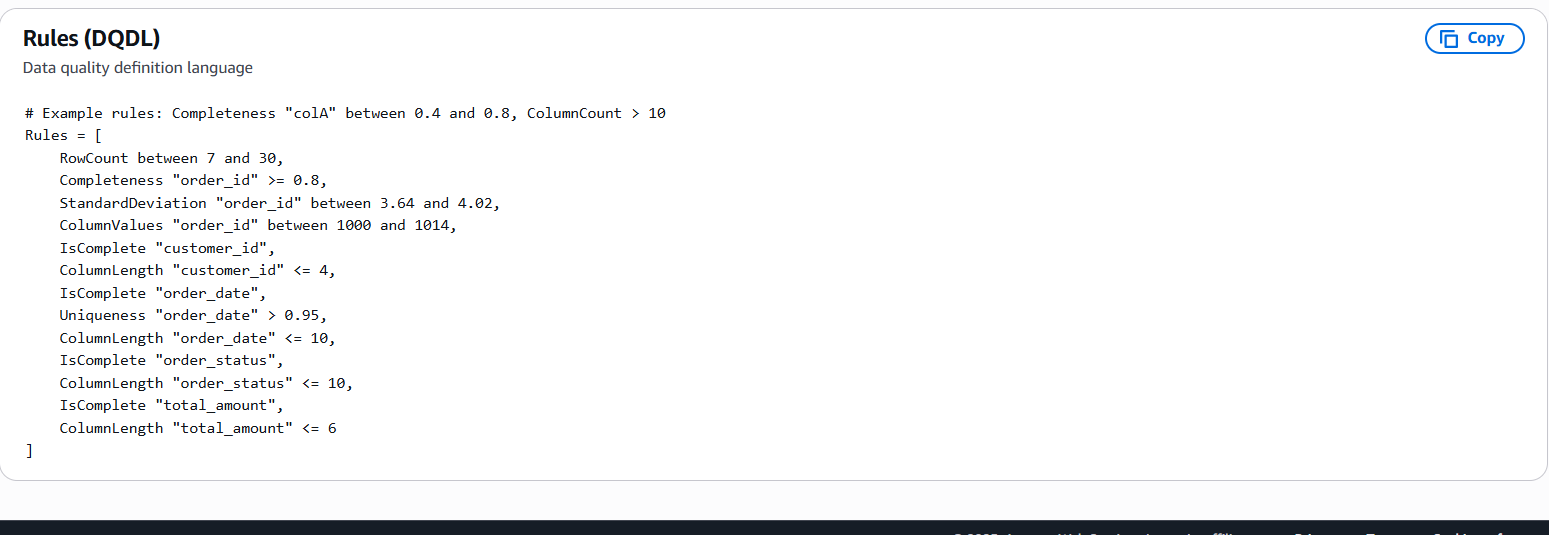 Rules (DQDL)
Copy
Data quality definition language
# Example rules: Completeness "colA" between 0.4 and 0.8, ColumnCount > 10
Rules = [
    RowCount between 7 and 30,
    Completeness "order_id" >= 0.8,
    StandardDeviation "order_id" between 3.64 and 4.02,
    ColumnValues "order_id" between 1000 and 1014,
    IsComplete "customer_id",
    ColumnLength "customer_id" <= 4,
    IsComplete "order_date",
    Uniqueness "order_date" > 0.95,
    ColumnLength "order_date" <= 10,
    IsComplete "order_status",
    ColumnLength "order_status" <= 10,
    IsComplete "total_amount",
    ColumnLength "total_amount" <= 6
]